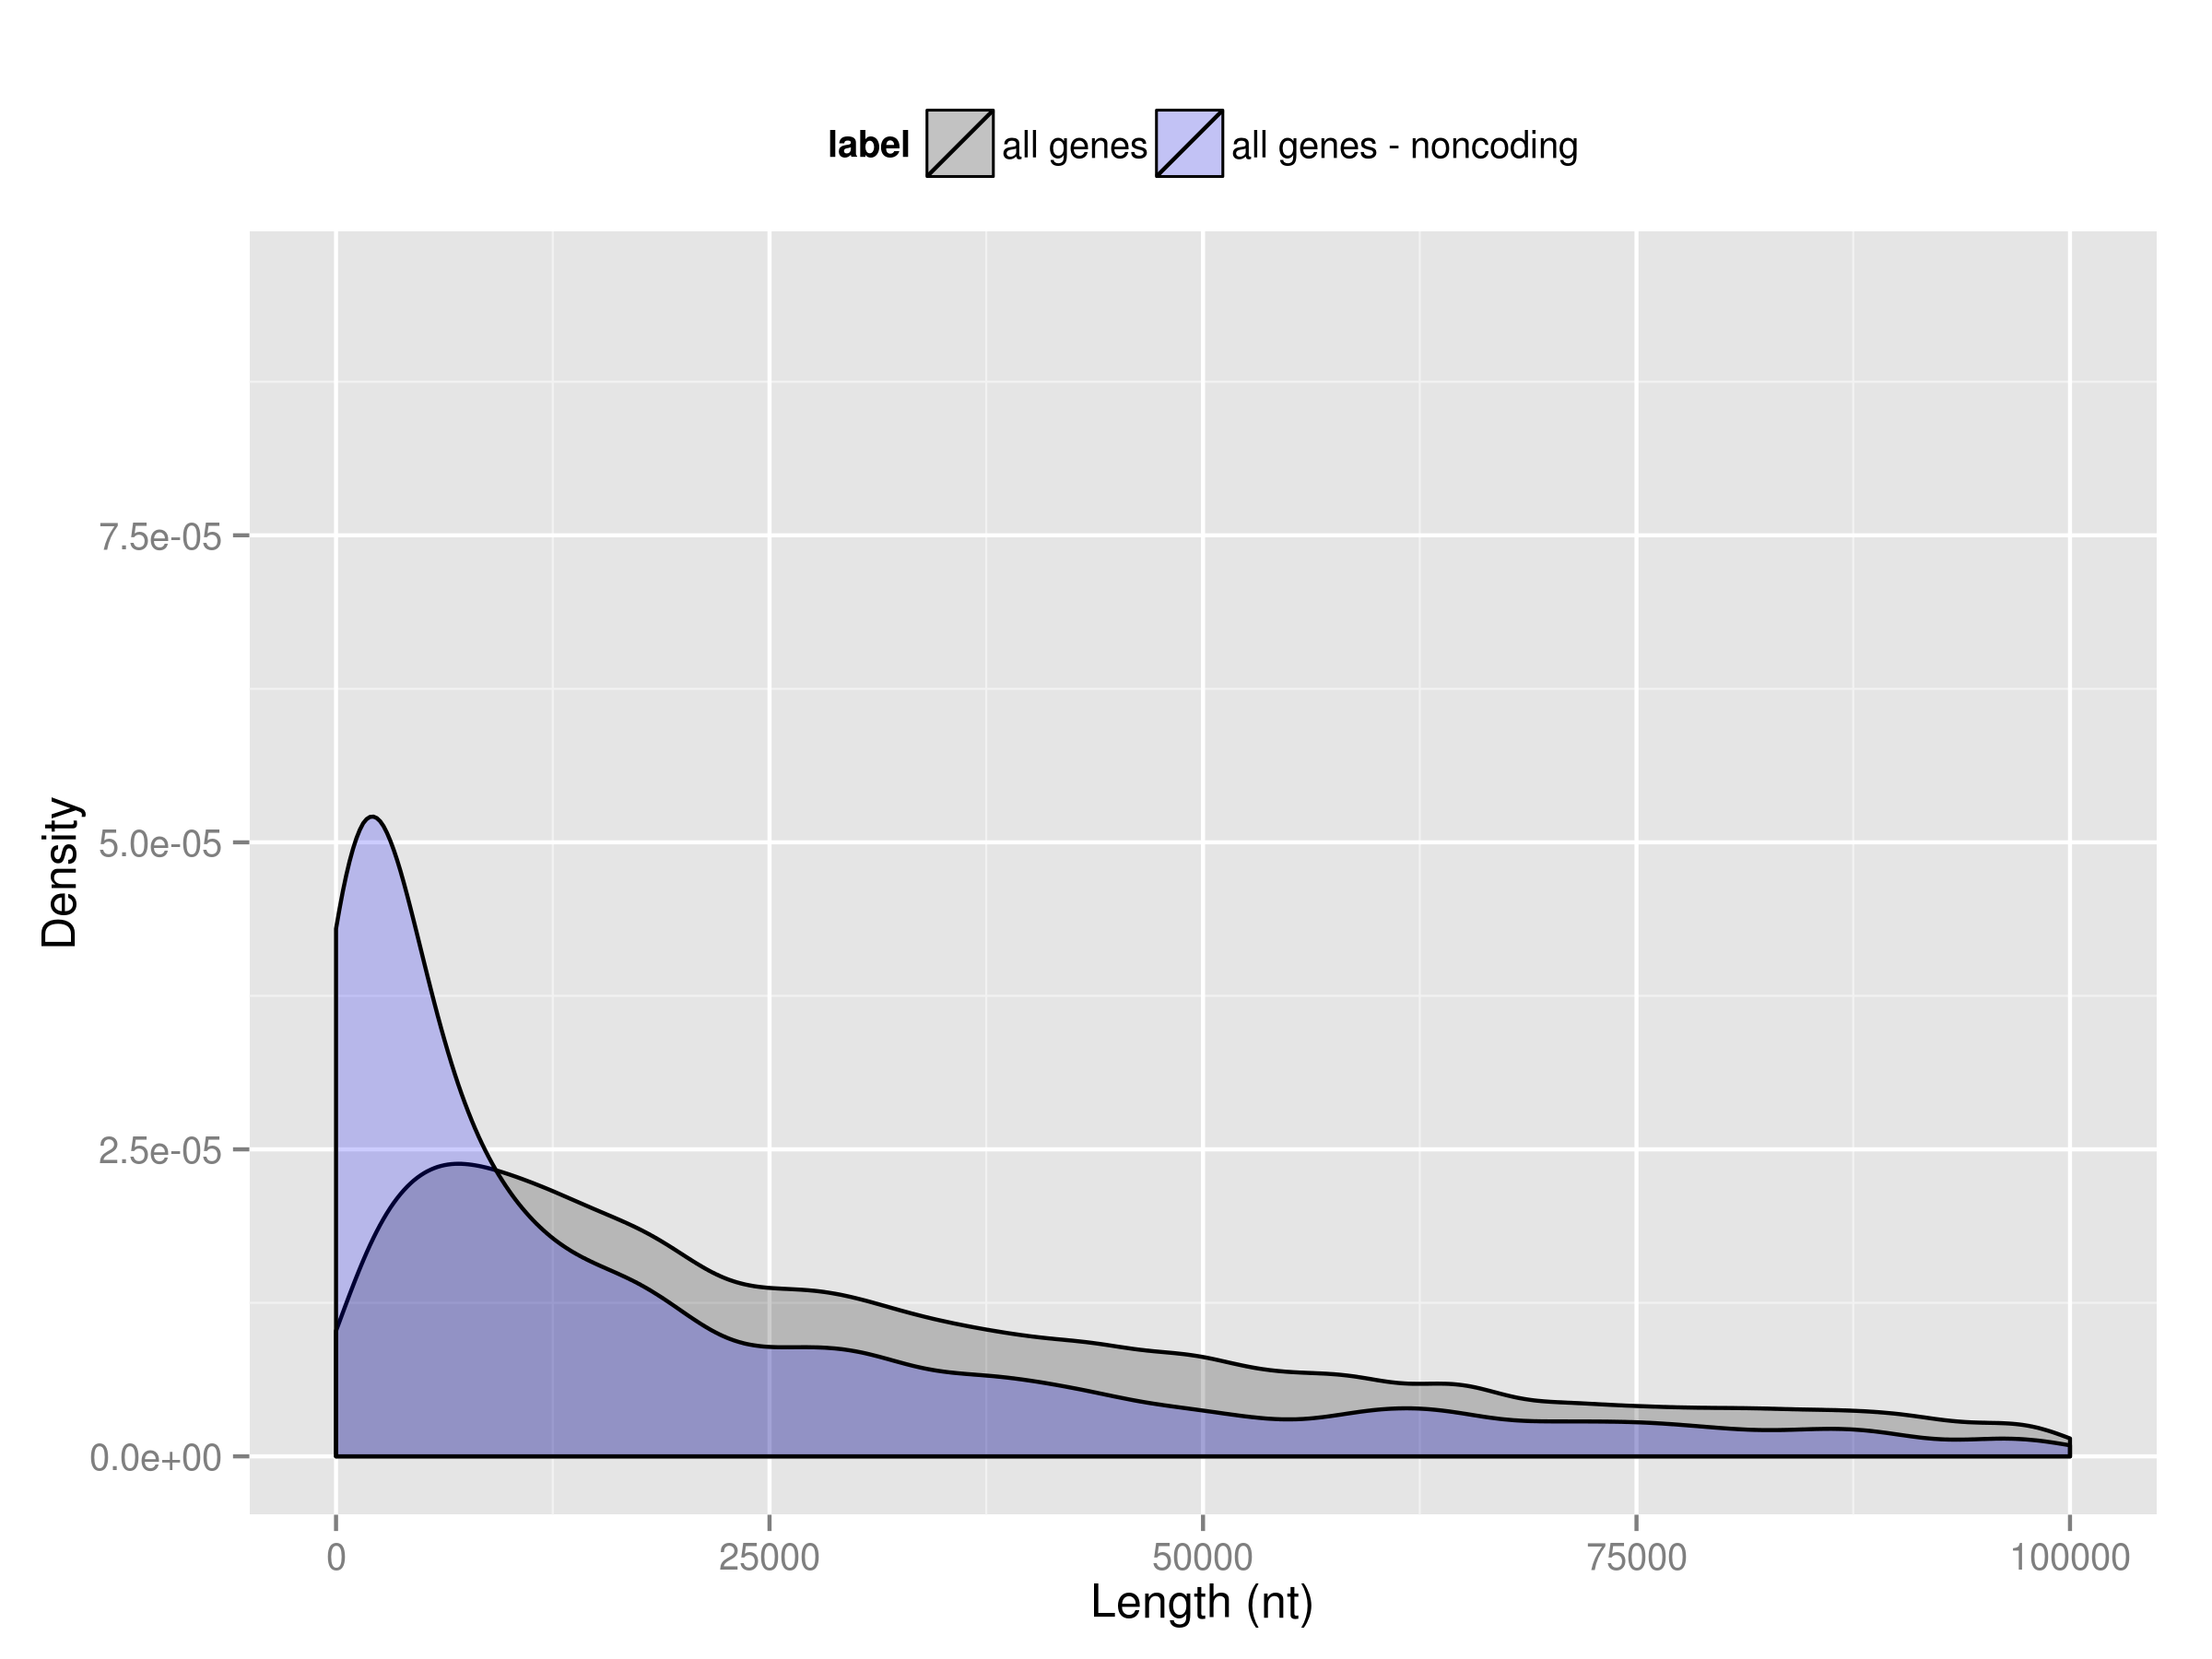 label all genes all genes - noncoding
7.5e-05
5.0e-05
2.5e-05
0.0e+00
Density
0 25000 50000 75000 100000
Length (nt)